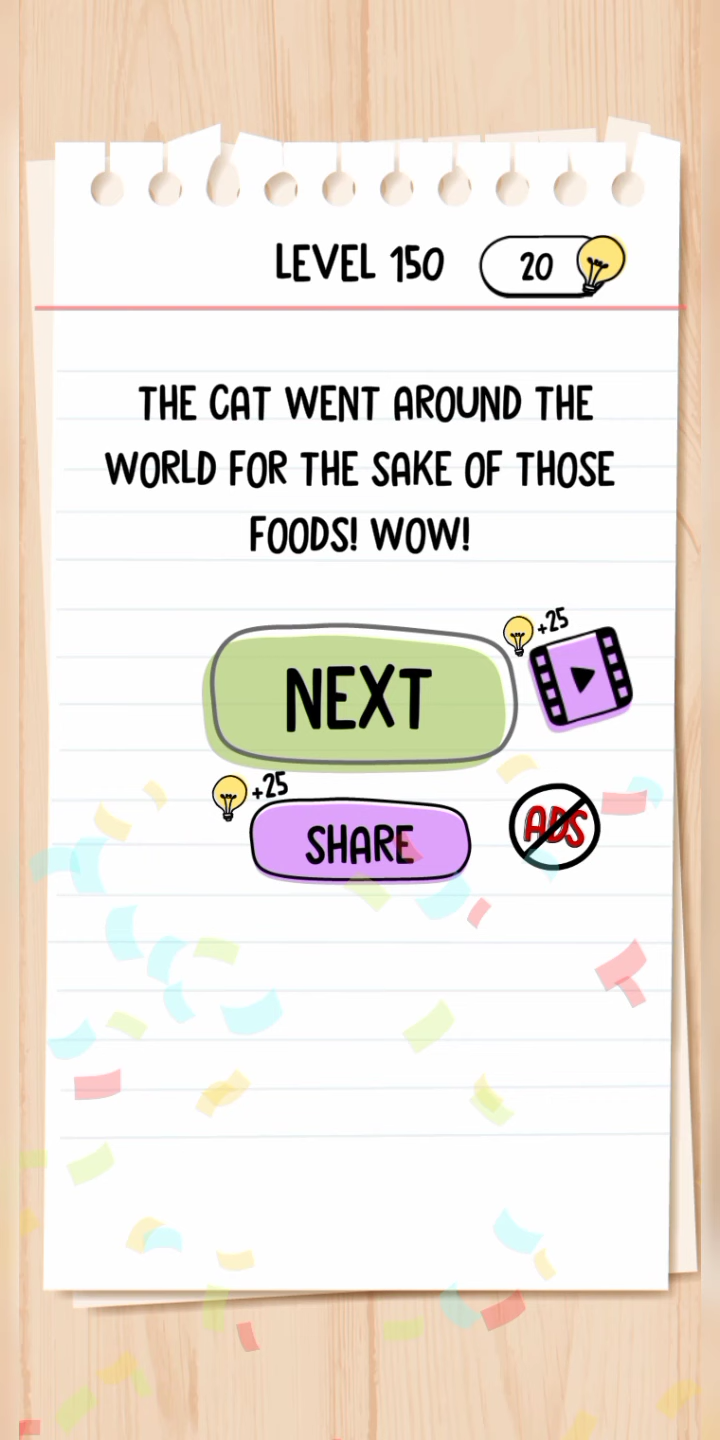 LEVEL 150
20
THE CAT WENT AROUND THE
WORLD FOR THE SAKE OF THOSE
FOODS! WOW!
+25
NEXT
+25
SHARE
ADS